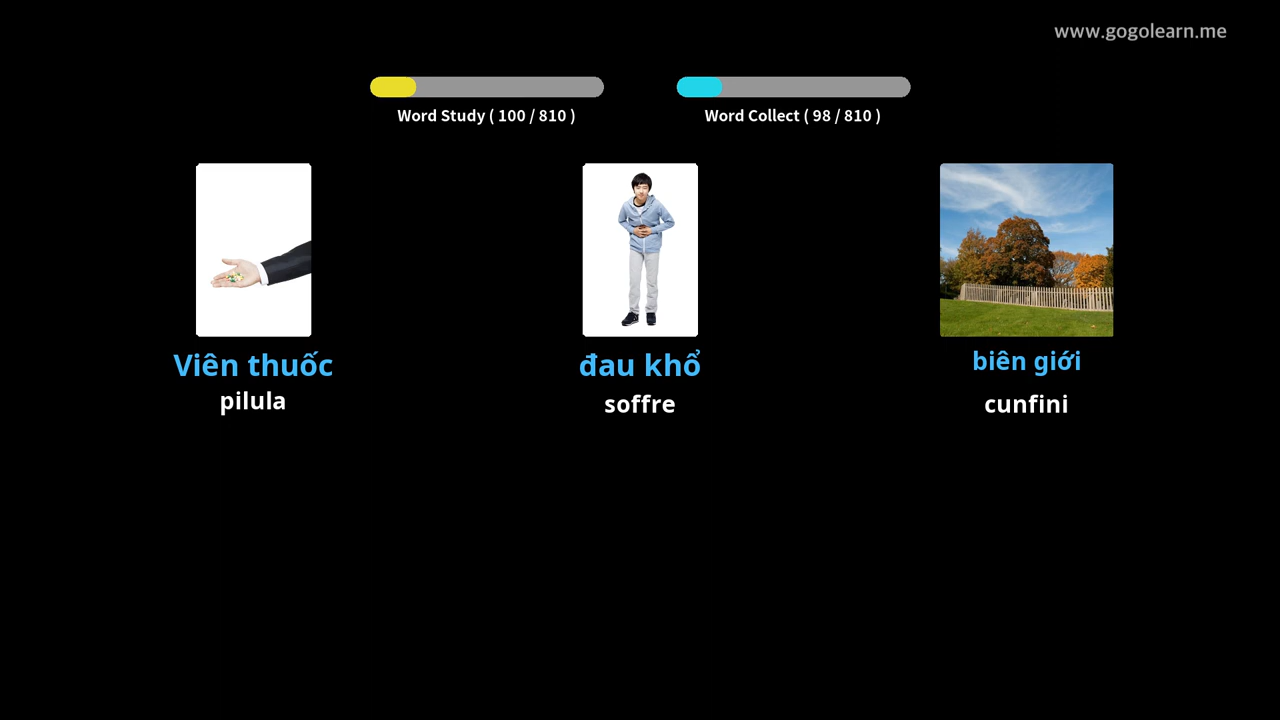 www.gogolearn.me
Word Study ( 100 / 810 )
Word Collect ( 98 / 810 )
Viên thuốc
pilula
đau khổ
soffre
biên giới
cunfini